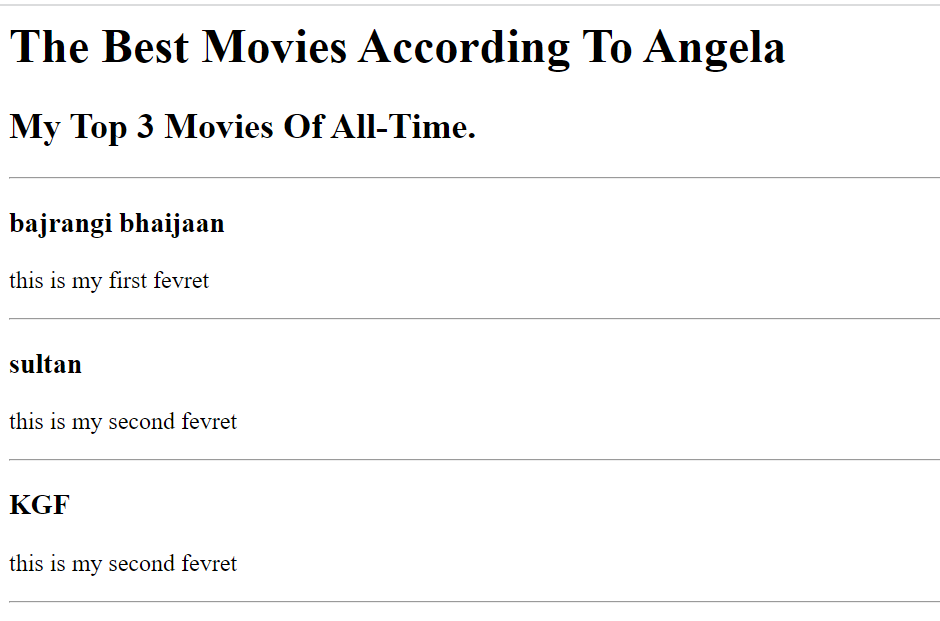 The Best Movies According To Angela
My Top 3 Movies Of All-Time.
bajrangi bhaijaan
this is my first fevret
sultan
this is my second fevret
KGF
this is my second fevret